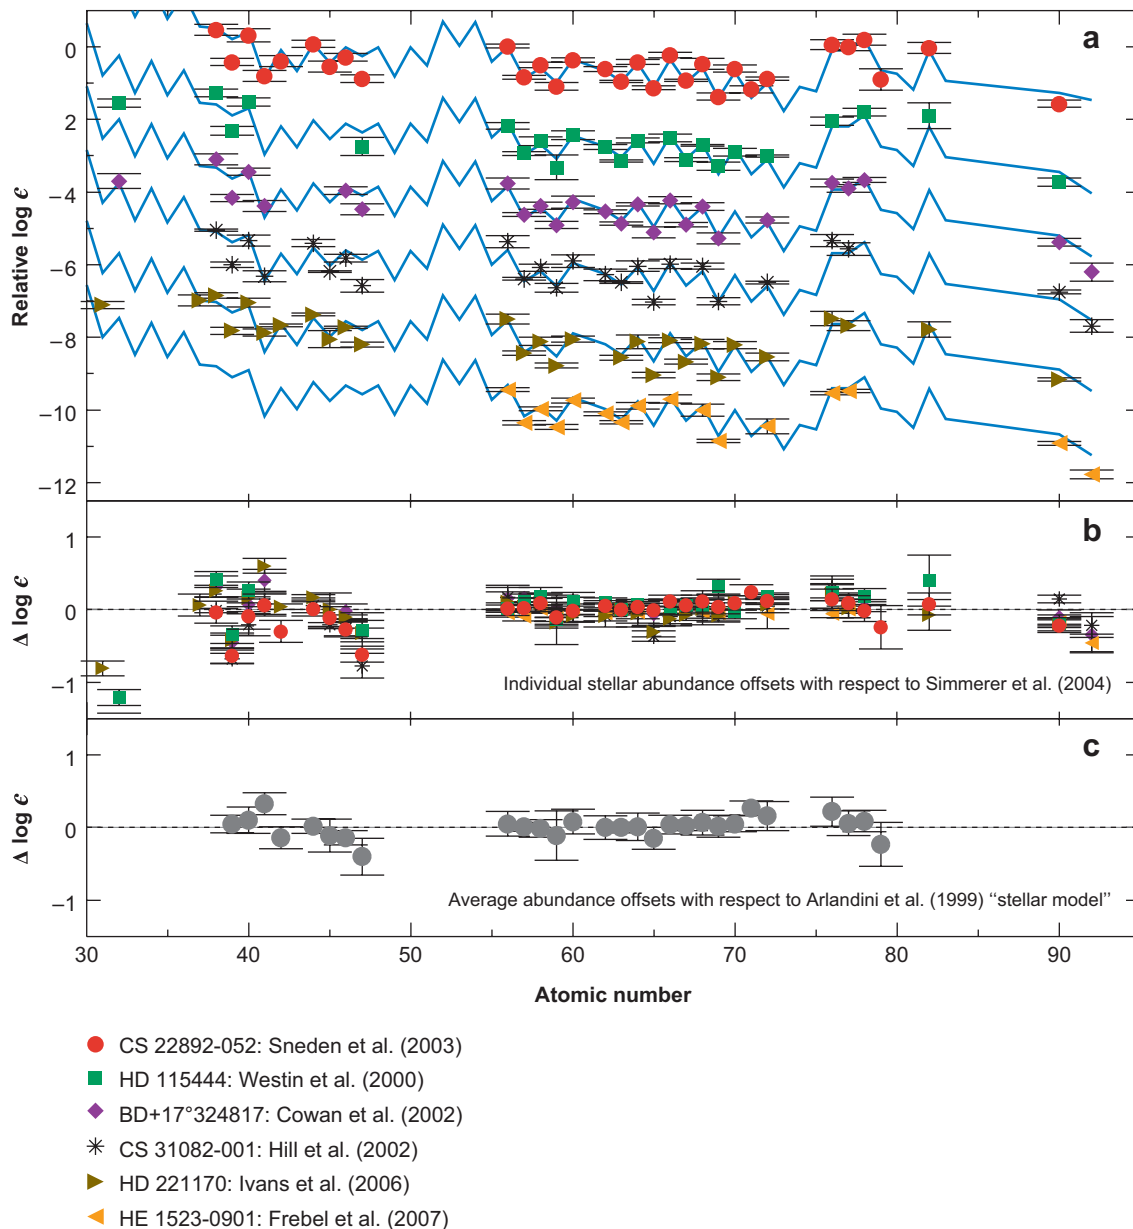 a
0
2
−4
−6
−8
−10
−12
Relative log ϵ
b
1
0
−1
Δ log ϵ
Individual stellar abundance offsets with respect to Simmerer et al. (2004)
c
1
0
−1
Δ log ϵ
Average abundance offsets with respect to Arlandini et al. (1999) “stellar model”
30 40 50 60 70 80 90
Atomic number
CS 22892-052: Sneden et al. (2003)
HD 115444: Westin et al. (2000)
BD+17°324817: Cowan et al. (2002)
CS 31082-001: Hill et al. (2002)
HD 221170: Ivans et al. (2006)
HE 1523-0901: Frebel et al. (2007)